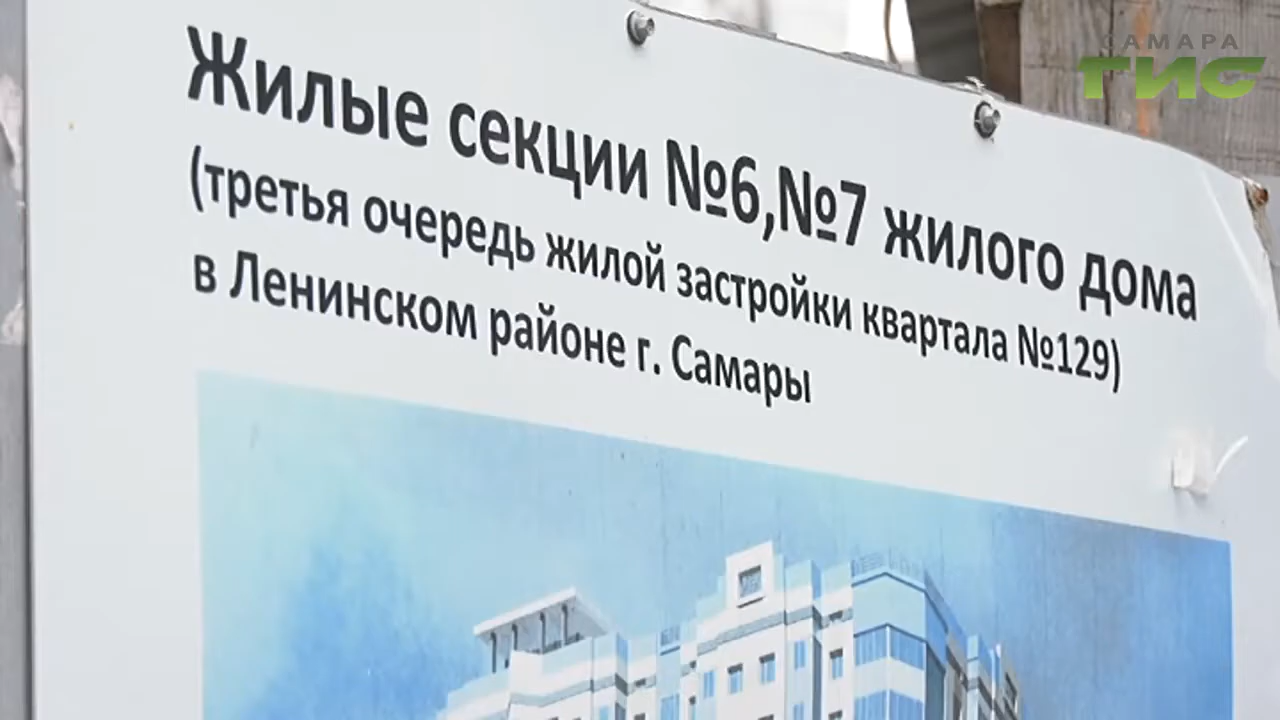 САМАРА
ГИС
Жилые секции №6,№7 жилого дома
(третья очередь жилой застройки квартала №129)
в Ленинском районе г. Самары